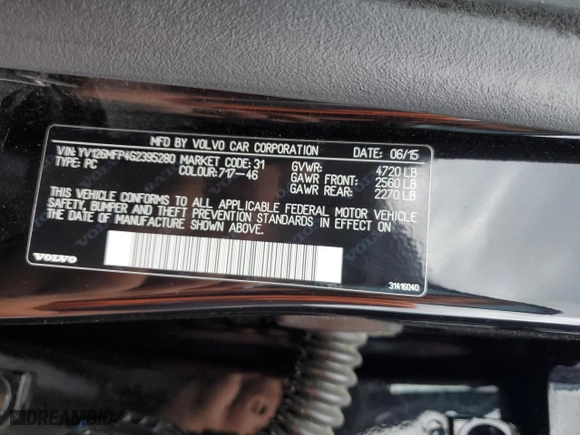 MFD BY VOLVO CAR CORPORATION DATE: 06/15
VIN: YV126MFP4G2395280 MARKET CODE: 31 GVWR: 4720 LB
TYPE: PC COLOUR: 717-46 GAWR FRONT: 2560 LB
GAWR REAR: 2270 LB
THIS VEHICLE CONFORMS TO ALL APPLICABLE FEDERAL MOTOR VEHICLE
SAFETY, BUMPER AND THEFT PREVENTION STANDARDS IN EFFECT ON
THE DATE OF MANUFACTURE SHOWN ABOVE.
VOLVO
31416040
DREAMBID